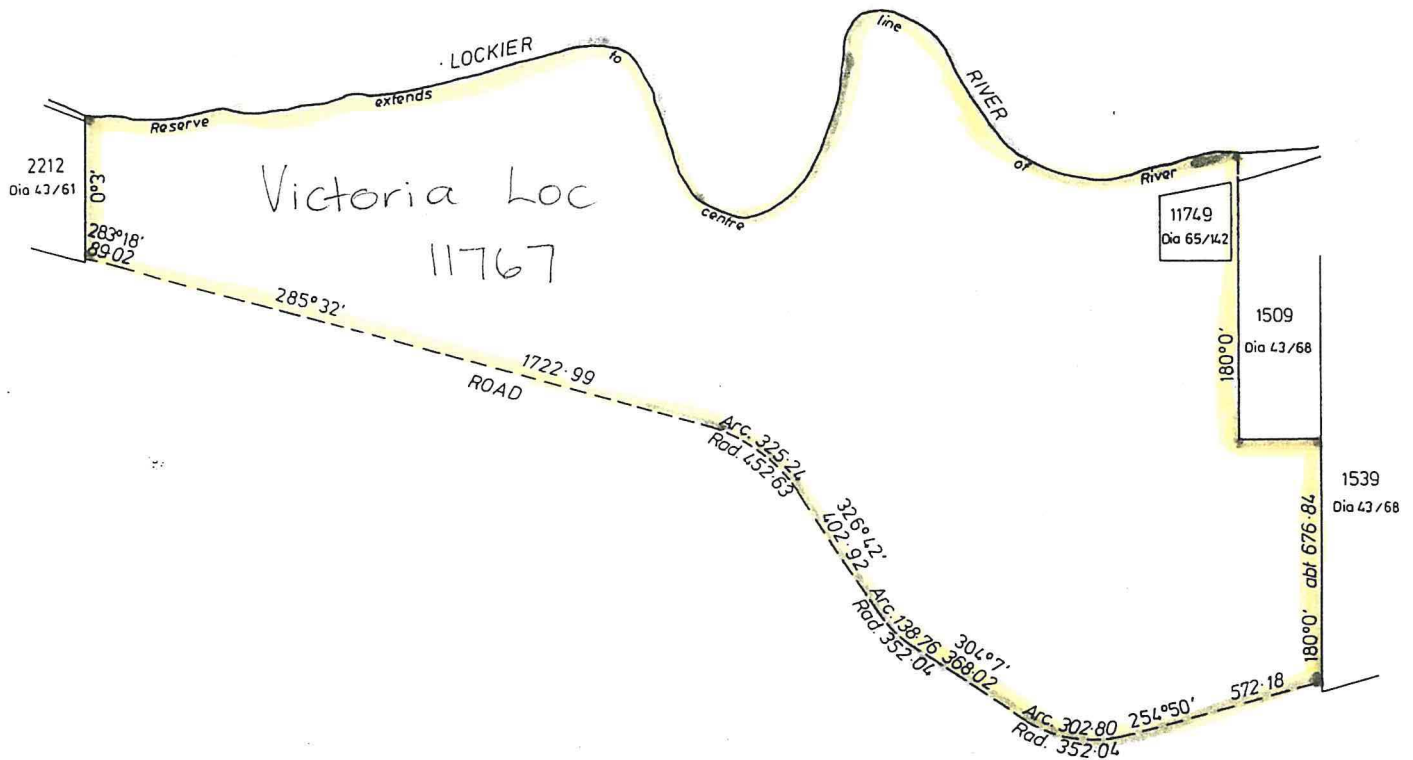 LOCKIER
RIVER
Reserve extends to centre line of River
2212
Dia 43/61
0°3'
Victoria Loc
11767
283°18'
89·02
285°32'
1722·99
ROAD
11749
Dia 65/142
1509
Dia 43/68
180°0'
Arc. 325·24
Rad. 452·63
326°42'
402·92
1539
Dia 43/68
180°0' abt 676·84
Arc. 138·76
Rad. 352·04
304°7'
368·02
Arc. 302·80
Rad. 352·04
254°50'
572·18